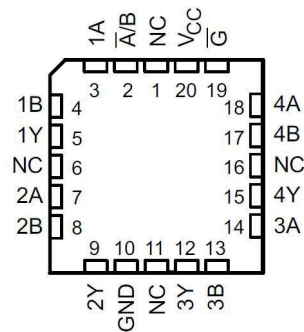 1A A̅/B NC VCC G̅
3 2 1 20 19
1B 4 18 4A
1Y 5 17 4B
NC 6 16 NC
2A 7 15 4Y
2B 8 14 3A
9 10 11 12 13
2Y GND NC 3Y 3B